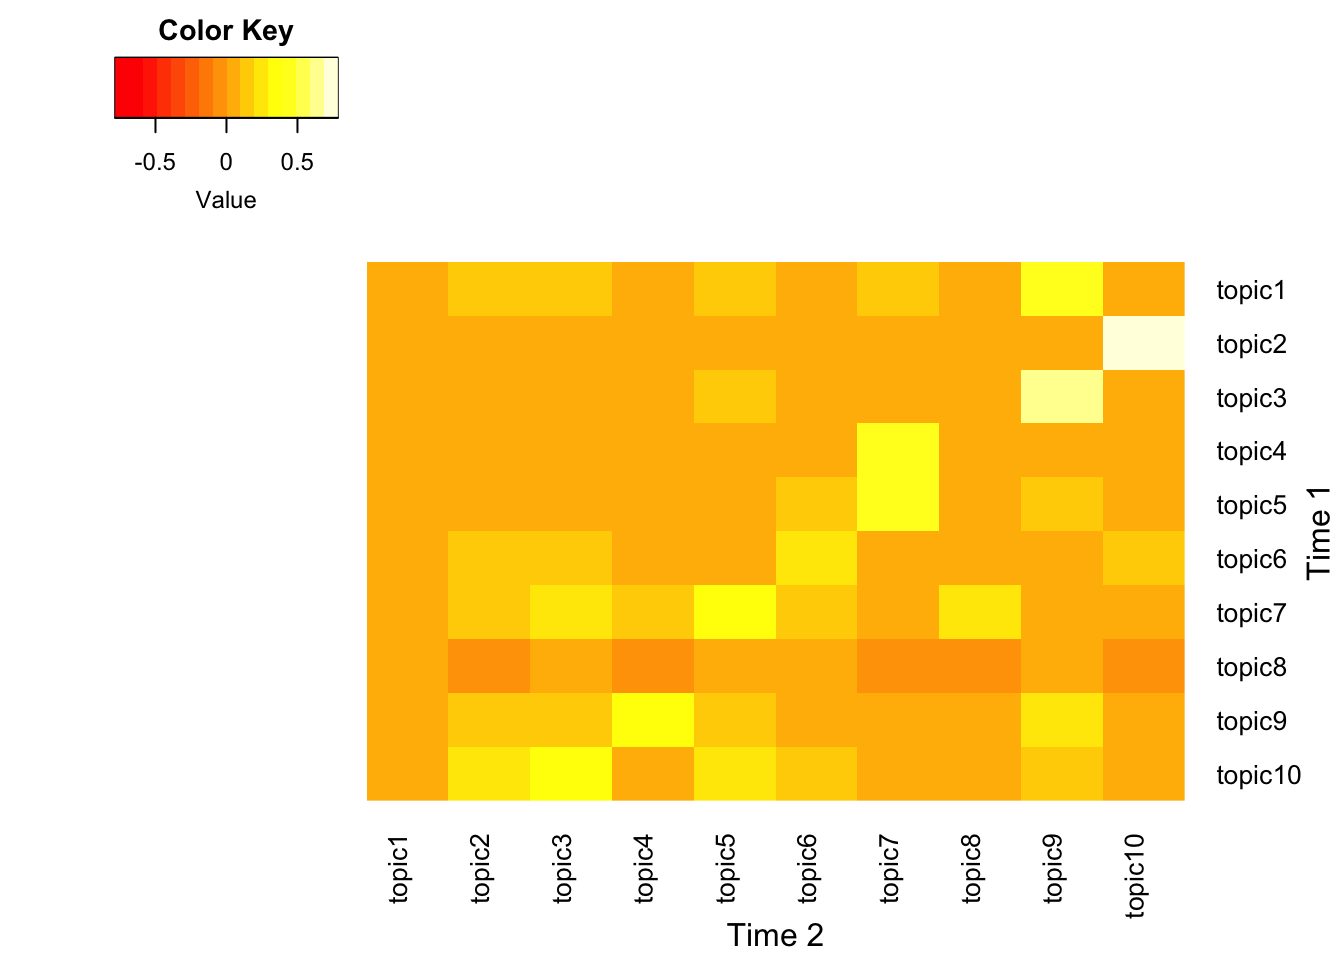 Color Key
-0.5 0 0.5
Value
topic1
topic2
topic3
topic4
topic5
topic6
topic7
topic8
topic9
topic10
Time 1
topic1 topic2 topic3 topic4 topic5 topic6 topic7 topic8 topic9 topic10
Time 2